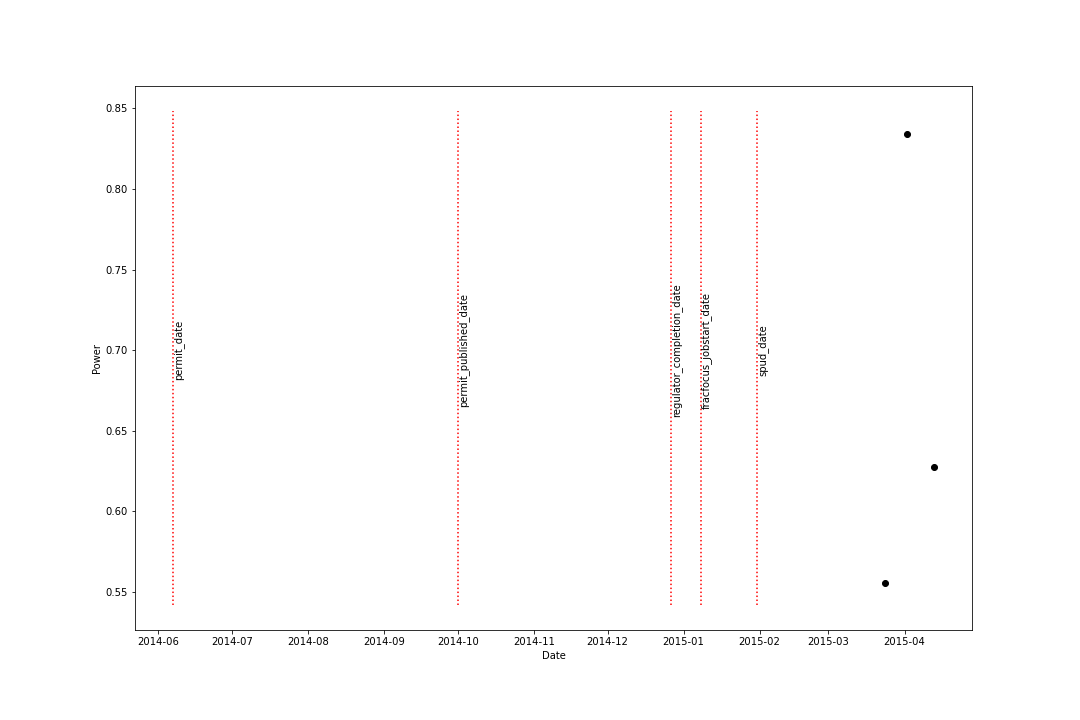 0.85
0.80
0.75
0.70
0.65
0.60
0.55
Power
permit_date
permit_published_date
regulator_completion_date
fracfocus_jobstart_date
spud_date
2014-06 2014-07 2014-08 2014-09 2014-10 2014-11 2014-12 2015-01 2015-02 2015-03 2015-04
Date